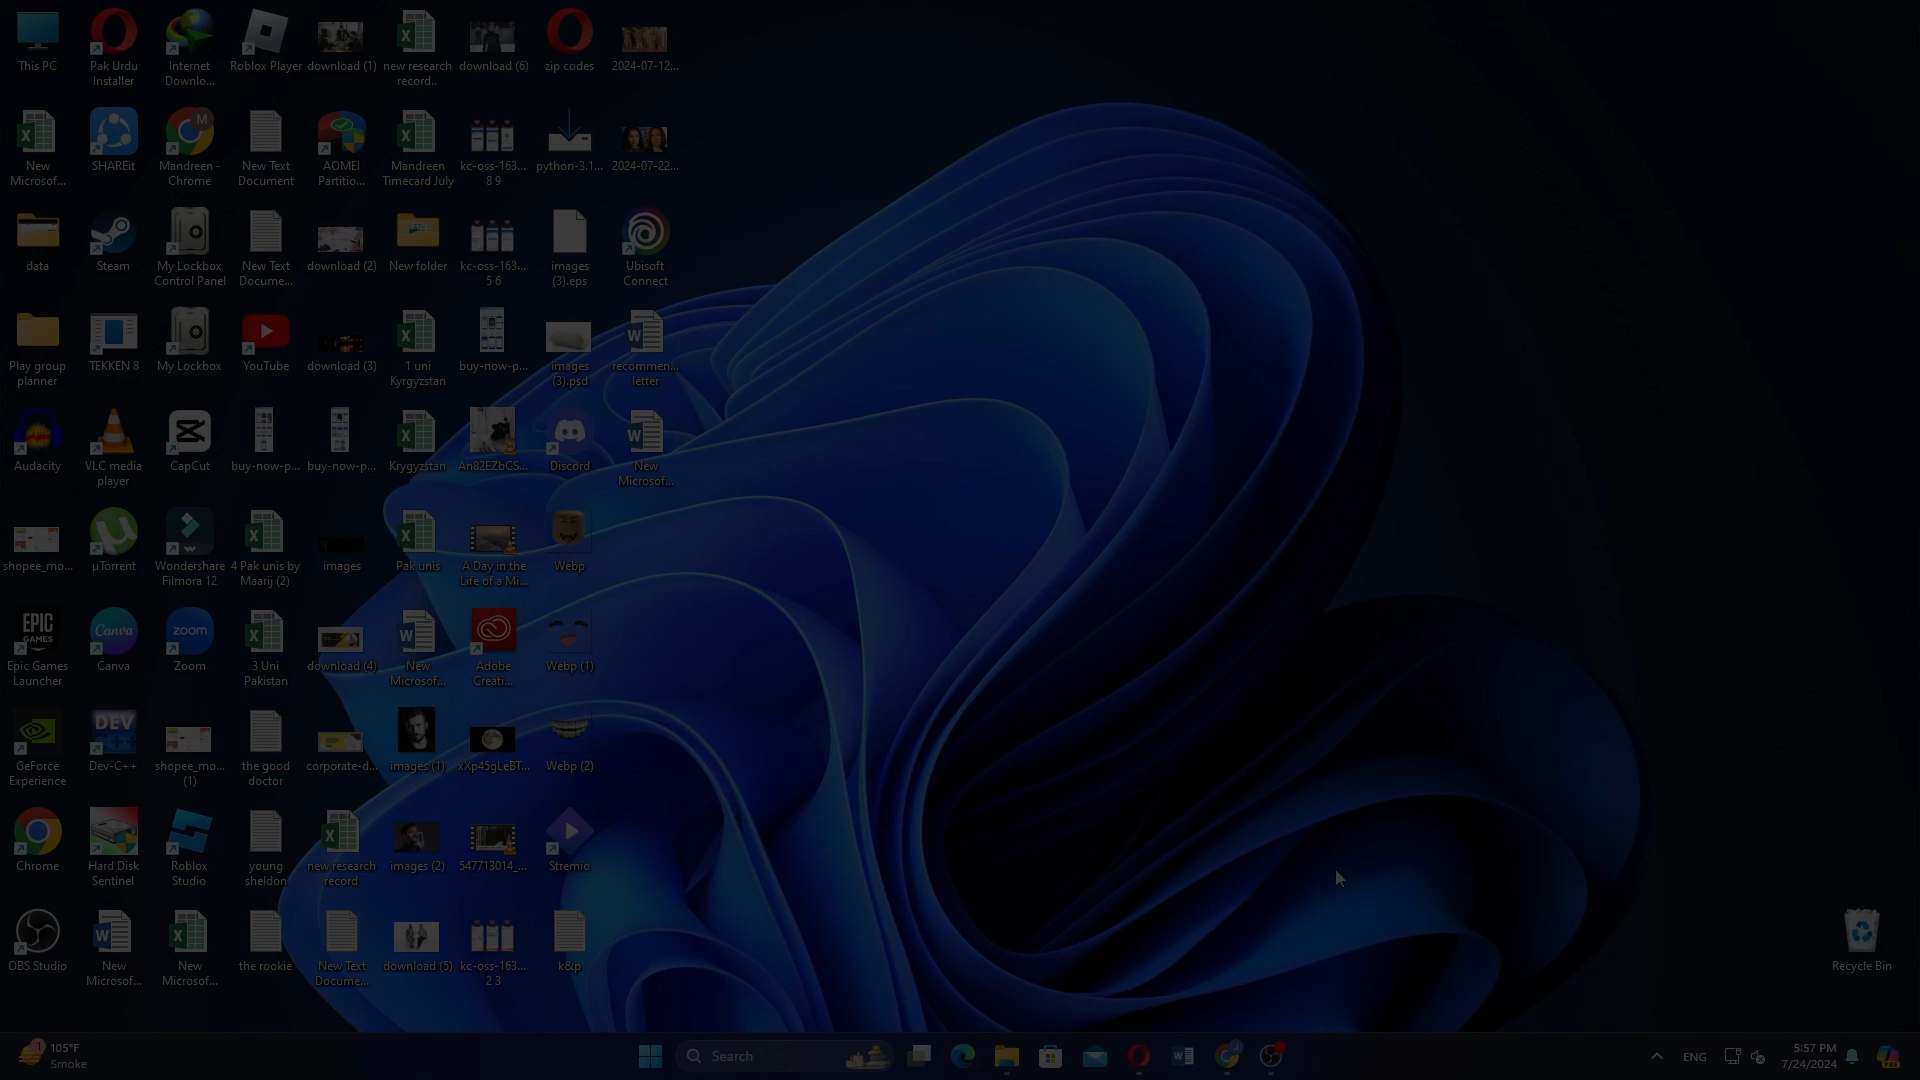 This PC
Pak Urdu
Installer
Internet
Downlo...
Roblox Player
download (1)
new research
record..
download (6)
zip codes
2024-07-12...
New
Microsof...
SHAREit
M
Mandreen -
Chrome
New Text
Document
AOMEI
Partitio...
Mandreen
Timecard July
kc-oss-163...
8 9
python-3.1...
2024-07-22...
data
Steam
My Lockbox
Control Panel
New Text
Docume...
download (2)
New folder
kc-oss-163...
5 6
images
(3).eps
Ubisoft
Connect
Play group
planner
TEKKEN 8
My Lockbox
YouTube
download (3)
1 uni
Kyrgyzstan
buy-now-p...
images
(3).psd
recommen...
letter
Audacity
VLC media
player
CapCut
buy-now-p...
buy-now-p...
Krygyzstan
An82EZbCS...
Discord
New
Microsof...
shopee_mo...
µTorrent
Wondershare
Filmora 12
4 Pak unis by
Maarij (2)
images
Pak unis
A Day in the
Life of a Mi...
Webp
EPIC
GAMES
Epic Games
Launcher
Canva
Canva
zoom
Zoom
3 Uni
Pakistan
download (4)
New
Microsof...
Adobe
Creati...
Webp (1)
GeForce
Experience
DEV
Dev-C++
shopee_mo...
(1)
the good
doctor
corporate-d...
images (1)
xXp45gLeBT...
Webp (2)
Chrome
Hard Disk
Sentinel
Roblox
Studio
young
sheldon
new research
record
images (2)
547713014_...
Stremio
OBS Studio
New
Microsof...
New
Microsof...
the rookie
New Text
Docume...
download (5)
kc-oss-163...
2 3
k&p
Recycle Bin
1
105°F
Smoke
Search
J
ENG
5:57 PM
7/24/2024